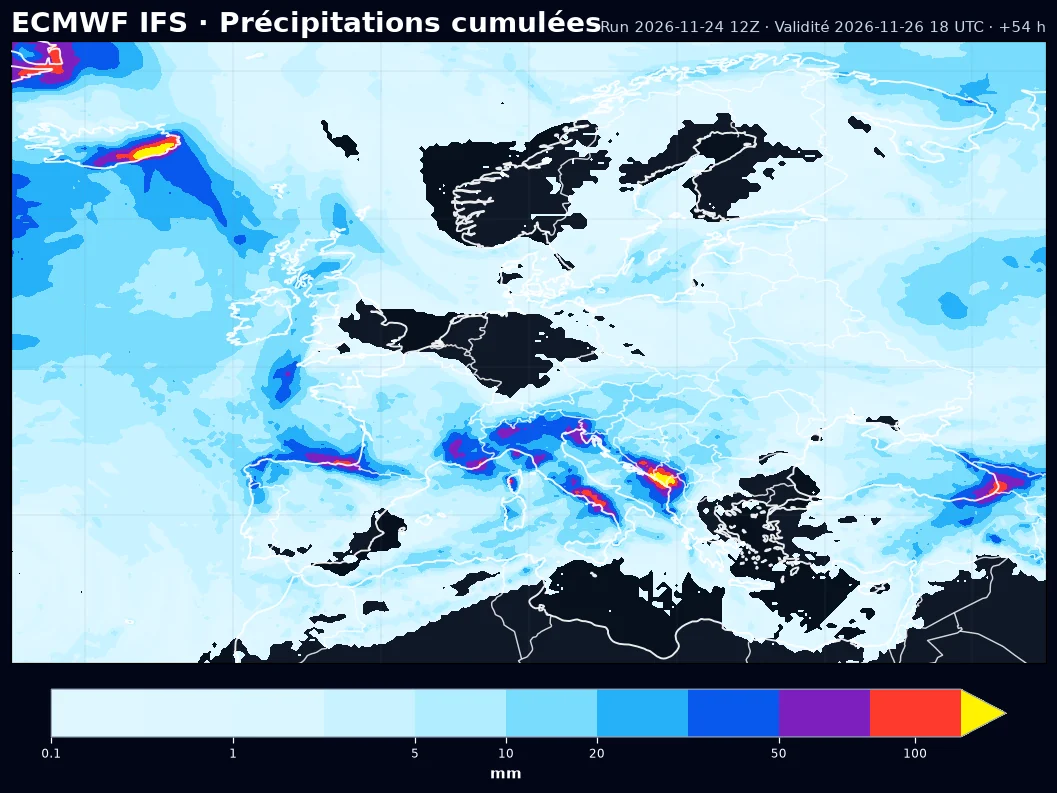 ECMWF IFS · Précipitations cumulées
Run 2026-11-24 12Z · Validité 2026-11-26 18 UTC · +54 h
0.1 1 5 10 20 50 100
mm